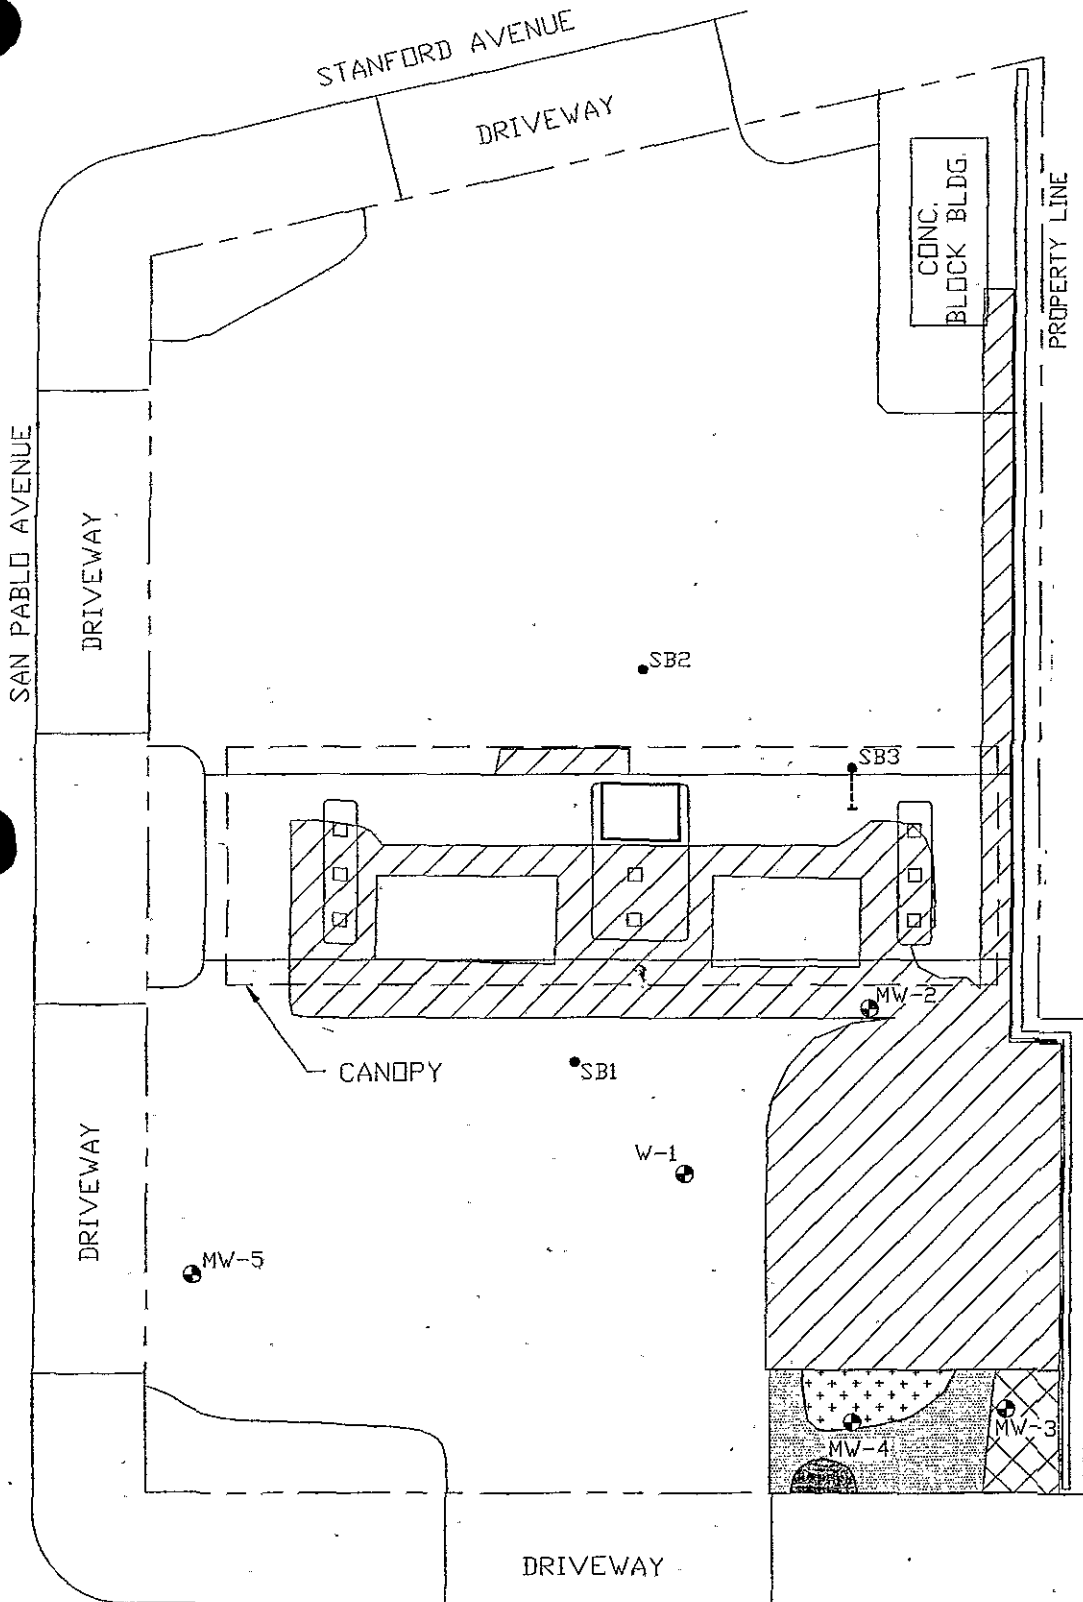 STANFORD AVENUE
DRIVEWAY
CONC.
BLOCK BLDG.
PROPERTY LINE
SAN PABLO AVENUE
DRIVEWAY
SB2
SB3
MW-2
CANOPY
SB1
W-1
DRIVEWAY
MW-5
MW-3
MW-4
DRIVEWAY